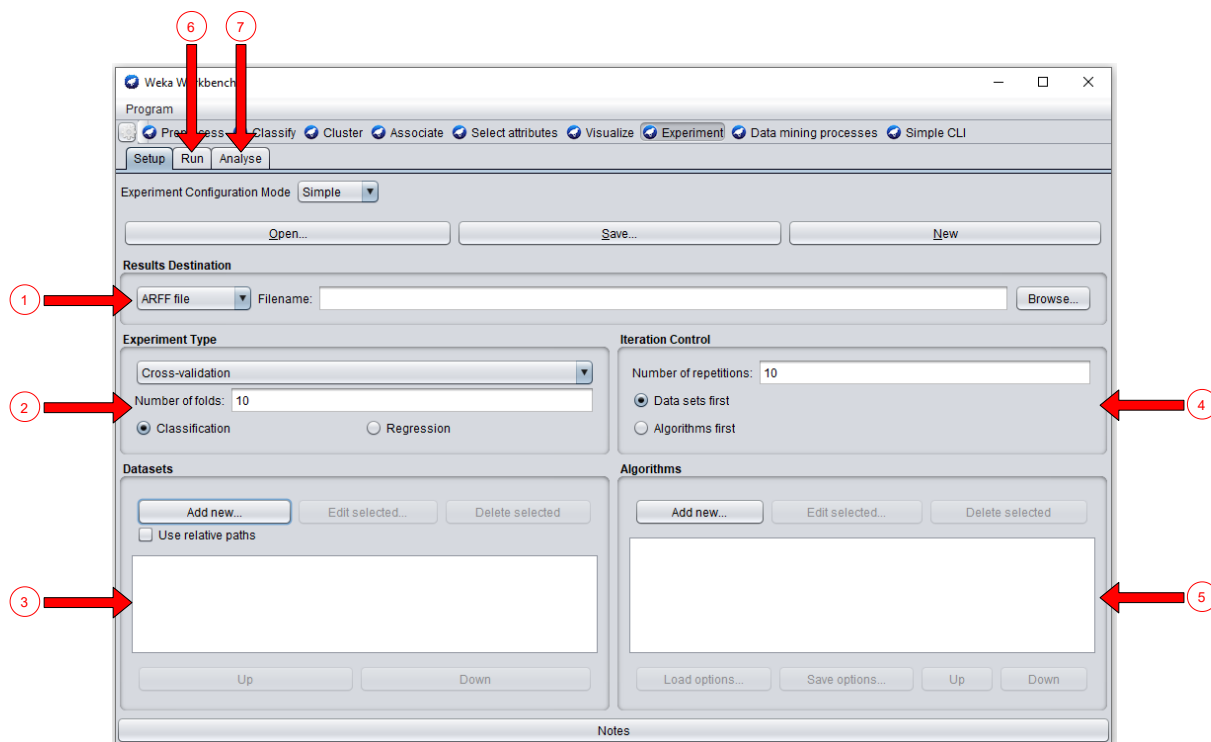 6 7
Weka Workbench
Program
Preprocess Classify Cluster Associate Select attributes Visualize Experiment Data mining processes Simple CLI
Setup Run Analyse
Experiment Configuration Mode Simple
Open... Save... New
Results Destination
1 ARFF file Filename: Browse...
Experiment Type Iteration Control
Cross-validation Number of repetitions: 10
2 Number of folds: 10 Data sets first 4
Classification Regression Algorithms first
Datasets Algorithms
Add new... Edit selected... Delete selected Add new... Edit selected... Delete selected
Use relative paths
3 5
Up Down Load options... Save options... Up Down
Notes